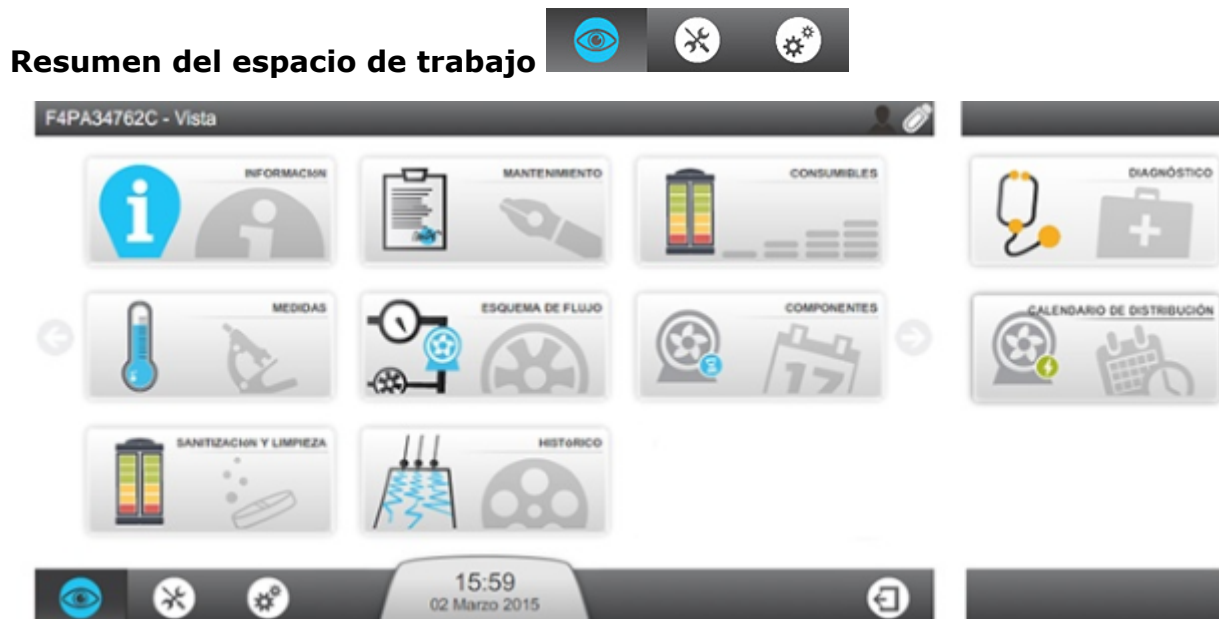 Resumen del espacio de trabajo
F4PA34762C - Vista
INFORMACIóN
MANTENIMIENTO
CONSUMIBLES
DIAGNÓSTICO
MEDIDAS
ESQUEMA DE FLUJO
COMPONENTES
CALENDARIO DE DISTRIBUCIÓN
17
SANITIZACIóN Y LIMPIEZA
HISTóRICO
15:59
02 Marzo 2015